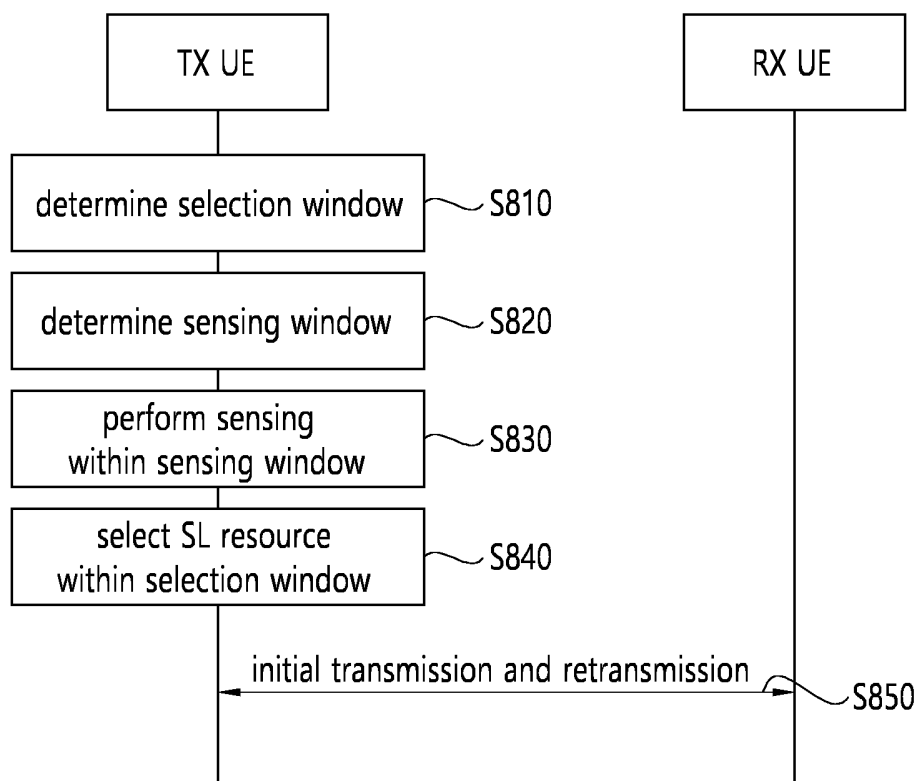 TX UE
RX UE
determine selection window
S810
determine sensing window
S820
perform sensing
within sensing window
S830
select SL resource
within selection window
S840
initial transmission and retransmission
S850